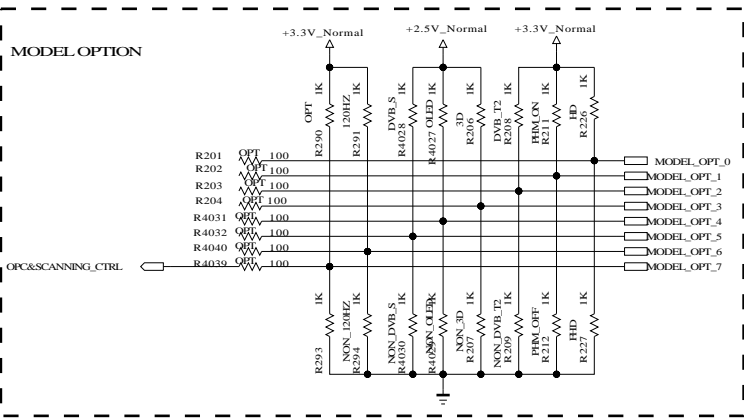 +3.3V_Normal +2.5V_Normal +3.3V_Normal
MODEL OPTION
OPT 1K 120HZ 1K DVB_S 1K OLED 1K 3D 1K DVB_T2 1K PHM_ON 1K HD 1K
R290 R291 R4028 R4027 R206 R208 R211 R226
R201 OPT 100 MODEL_OPT_0
R202 OPT 100 MODEL_OPT_1
R203 OPT 100 MODEL_OPT_2
R204 OPT 100 MODEL_OPT_3
R4031 OPT 100 MODEL_OPT_4
R4032 OPT 100 MODEL_OPT_5
R4040 OPT 100 MODEL_OPT_6
OPC&SCANNING_CTRL R4039 OPT 100 MODEL_OPT_7
1K NON_120HZ 1K NON_DVB_S 1K NON_OLED 1K NON_3D 1K NON_DVB_T2 1K PHM_OFF 1K FHD 1K
R293 R294 R4030 R4029 R207 R209 R212 R227